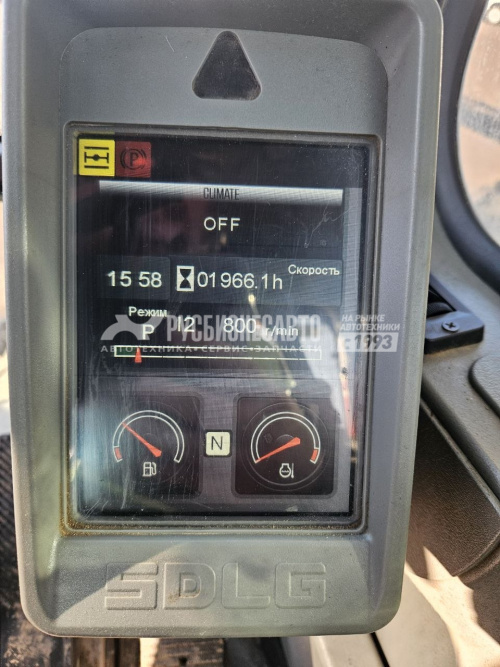 P
CLIMATE
OFF
15 58 01966.1h Скорость
Режим
P I2 800 r/min
РУСБИЗНЕСАВТО
АВТОТЕХНИКА•СЕРВИС•ЗАПЧАСТИ
НА РЫНКЕ
АВТОТЕХНИКИ
с 1993
N
SDLG